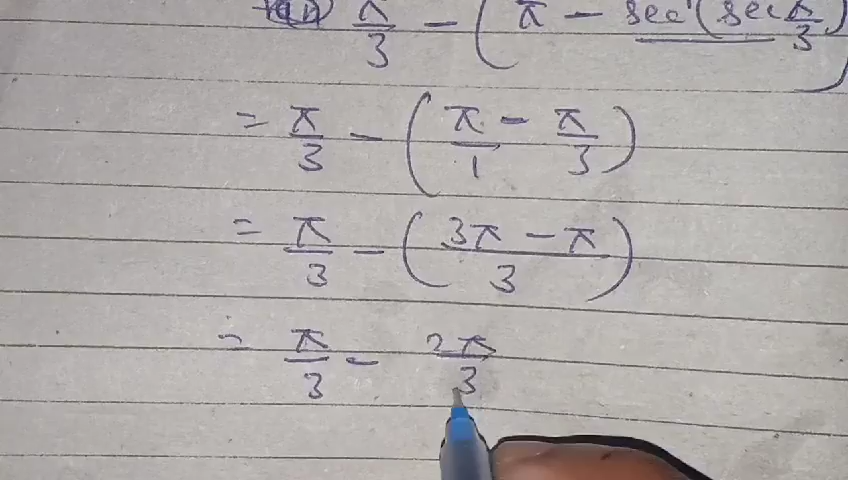 π/3 - (π - sec⁻¹(sec π/3))
= π/3 - (π/1 - π/3)
= π/3 - (3π - π/3)
= π/3 - 2π/3